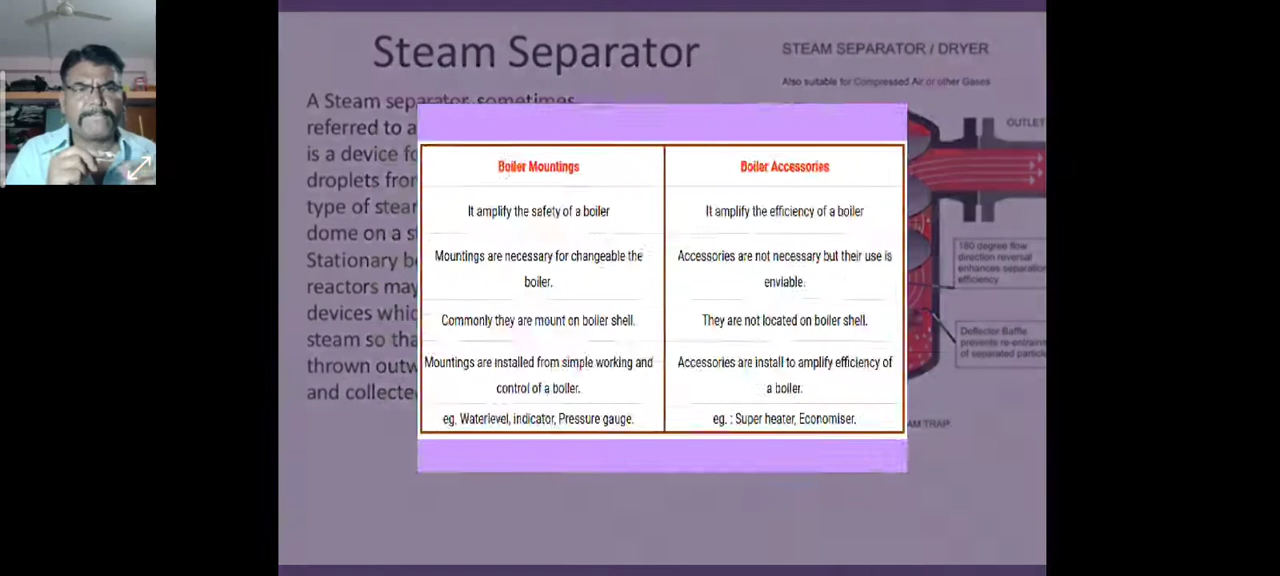 Steam Separator
A Steam separator, sometimes
referred to a
is a device fo
droplets from
type of stear
dome on a st
Stationary b
reactors may
devices whic
steam so tha
thrown outw
and collecte
STEAM SEPARATOR / DRYER
Also suitable for Compressed Air or other Gases
OUTLET
180 degree flow
direction reversal
enhances separation
efficiency
Deflector Baffle
prevents re-entrain
of separated particle
AM TRAP
Boiler Mountings
Boiler Accessories
It amplify the safety of a boiler
It amplify the efficiency of a boiler
Mountings are necessary for changeable the
boiler.
Accessories are not necessary but their use is
enviable.
Commonly they are mount on boiler shell.
They are not located on boiler shell.
Mountings are installed from simple working and
control of a boiler.
Accessories are install to amplify efficiency of
a boiler.
eg. Waterlevel, indicator, Pressure gauge.
eg. : Super heater, Economiser.